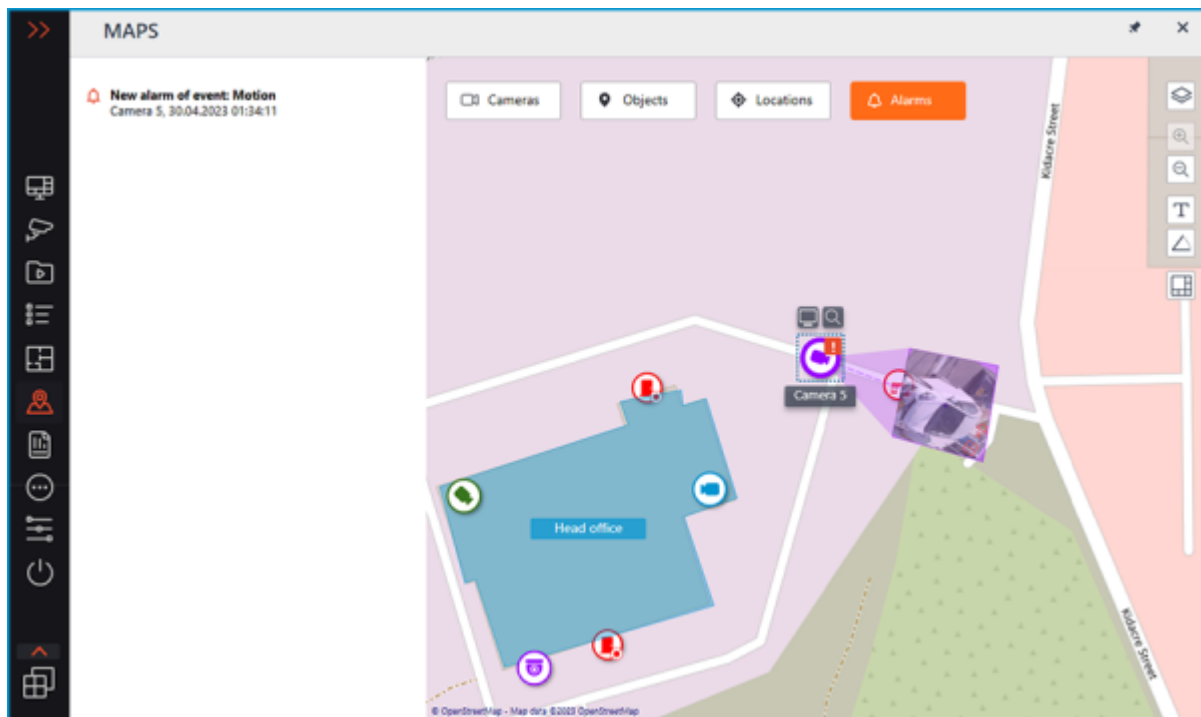 MAPS
New alarm of event: Motion
Camera 5, 30.04.2023 01:34:11
Cameras
Objects
Locations
Alarms
Kidacre Street
Camera 5
Head office
Kidacre Street
© OpenStreetMap - Map data ©2023 OpenStreetMap